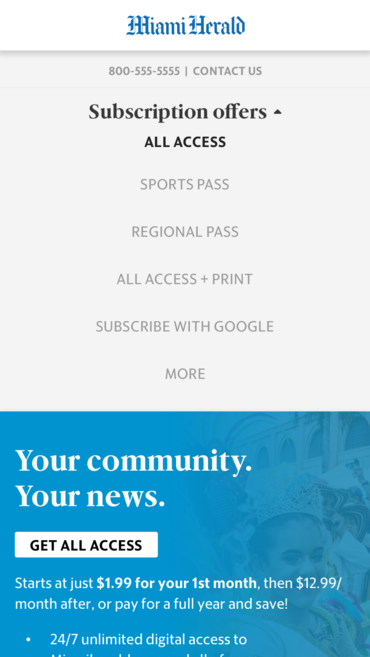 Miami Herald
800-555-5555 | CONTACT US
Subscription offers
ALL ACCESS
SPORTS PASS
REGIONAL PASS
ALL ACCESS + PRINT
SUBSCRIBE WITH GOOGLE
MORE
Your community.
Your news.
GET ALL ACCESS
Starts at just $1.99 for your 1st month, then $12.99/
month after, or pay for a full year and save!
• 24/7 unlimited digital access to